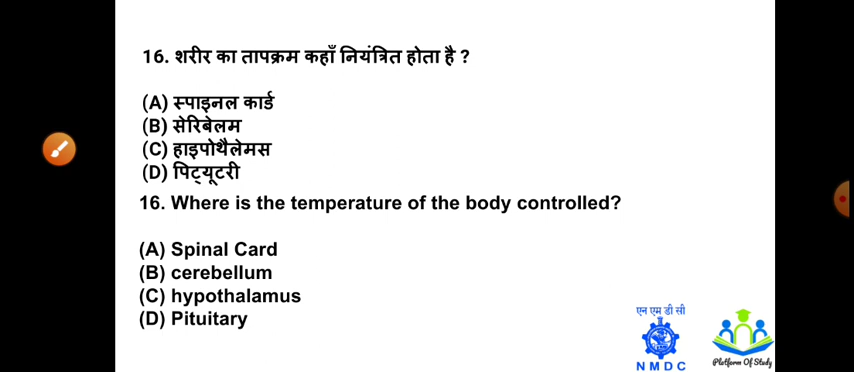 16. शरीर का तापक्रम कहाँ नियंत्रित होता है ?
(A) स्पाइनल कार्ड
(B) सेरिबेलम
(C) हाइपोथैलेमस
(D) पिट्यूटरी
16. Where is the temperature of the body controlled?
(A) Spinal Card
(B) cerebellum
(C) hypothalamus
(D) Pituitary
एन एम डी सी
NMDC
Platform Of Study